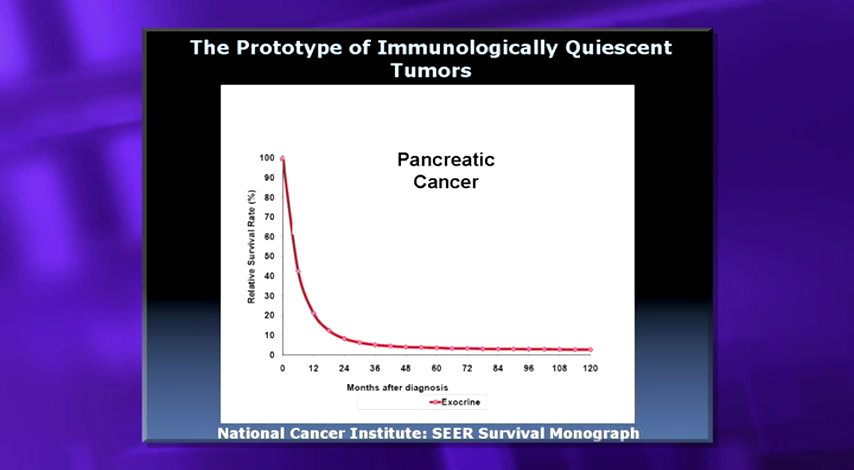 The Prototype of Immunologically Quiescent
Tumors
Pancreatic
Cancer
Relative Survival Rate (%)
100
90
80
70
60
50
40
30
20
10
0
0 12 24 36 48 60 72 84 96 108 120
Months after diagnosis
Exocrine
National Cancer Institute: SEER Survival Monograph